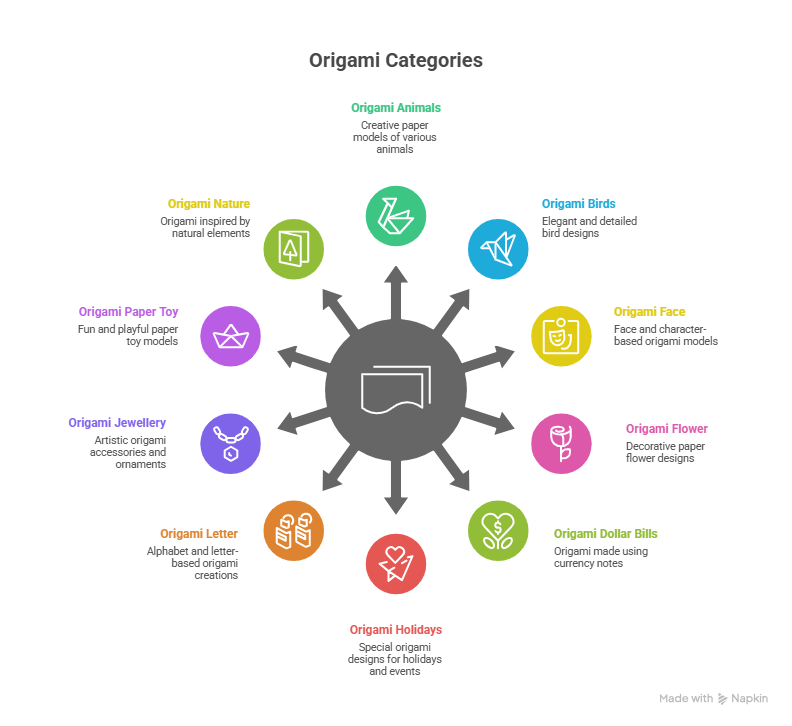 Origami Categories
Origami Animals
Creative paper
models of various
animals
Origami Birds
Elegant and detailed
bird designs
Origami Face
Face and character-
based origami models
Origami Flower
Decorative paper
flower designs
Origami Dollar Bills
Origami made using
currency notes
Origami Holidays
Special origami
designs for holidays
and events
Origami Letter
Alphabet and letter-
based origami
creations
Origami Jewellery
Artistic origami
accessories and
ornaments
Origami Paper Toy
Fun and playful paper
toy models
Origami Nature
Origami inspired by
natural elements
$
Made with Napkin